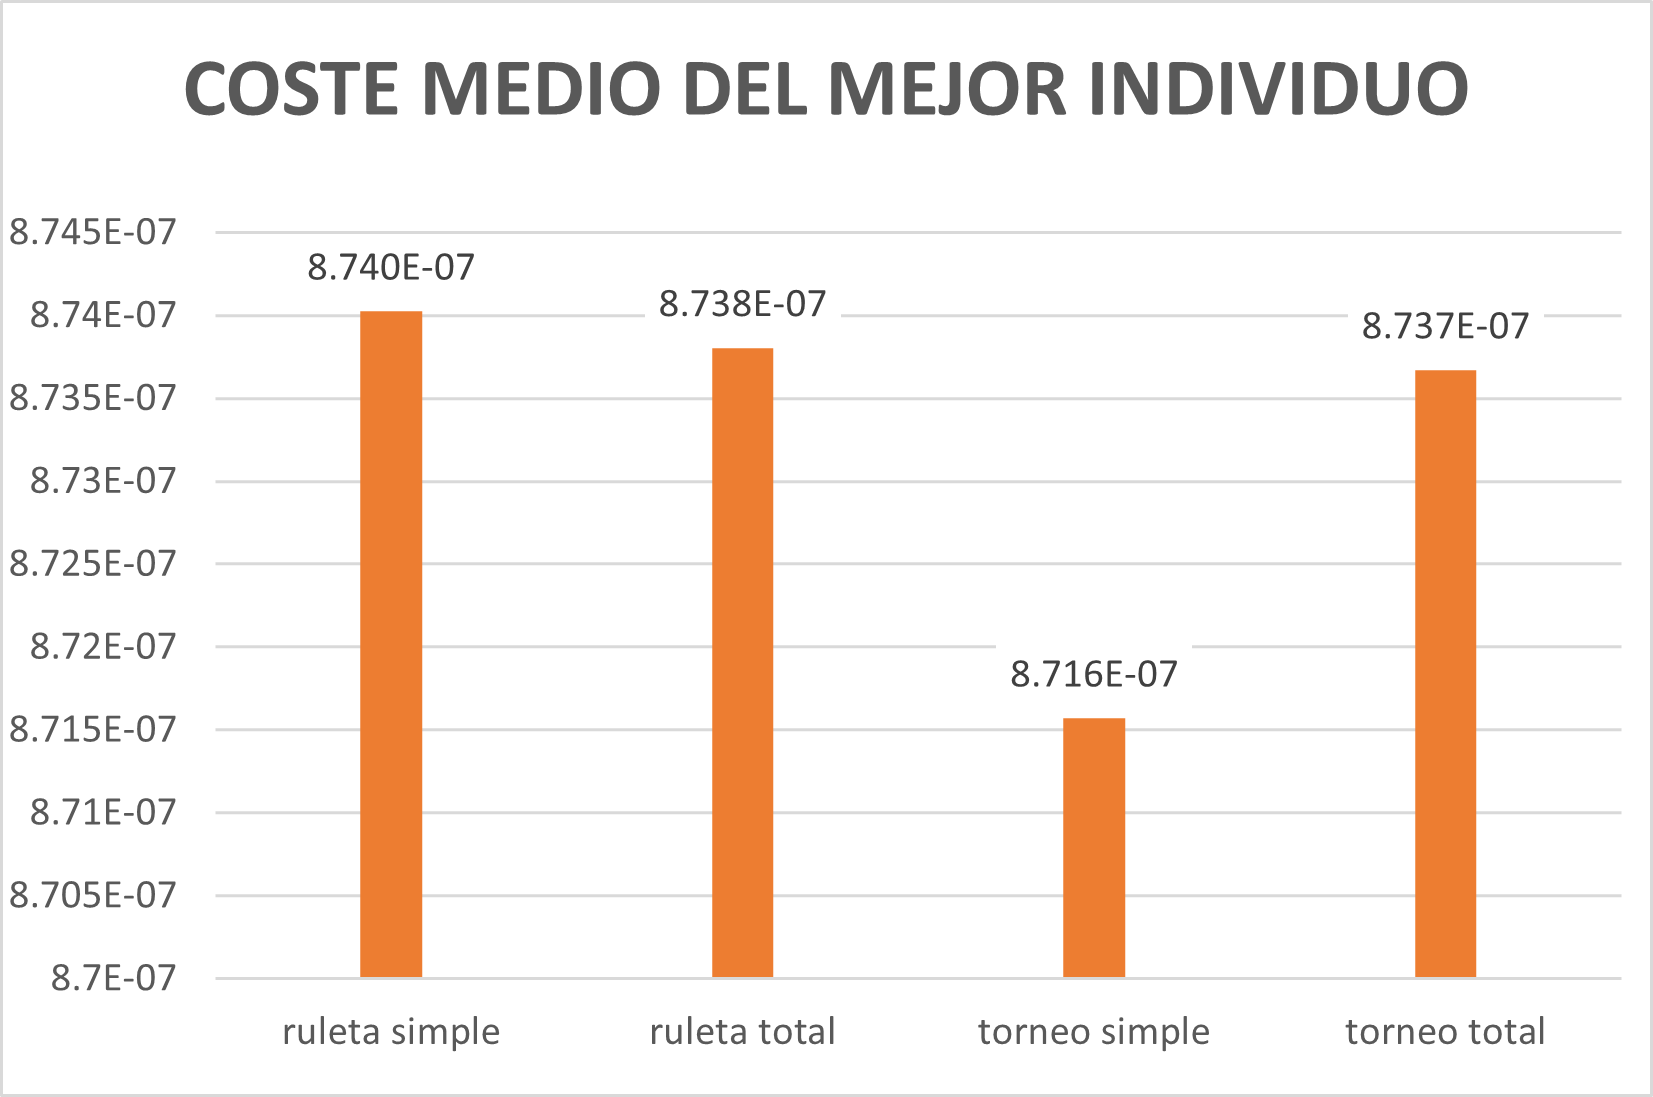 COSTE MEDIO DEL MEJOR INDIVIDUO
8.745E-07
8.74E-07
8.735E-07
8.73E-07
8.725E-07
8.72E-07
8.715E-07
8.71E-07
8.705E-07
8.7E-07
8.740E-07
8.738E-07
8.716E-07
8.737E-07
ruleta simple
ruleta total
torneo simple
torneo total